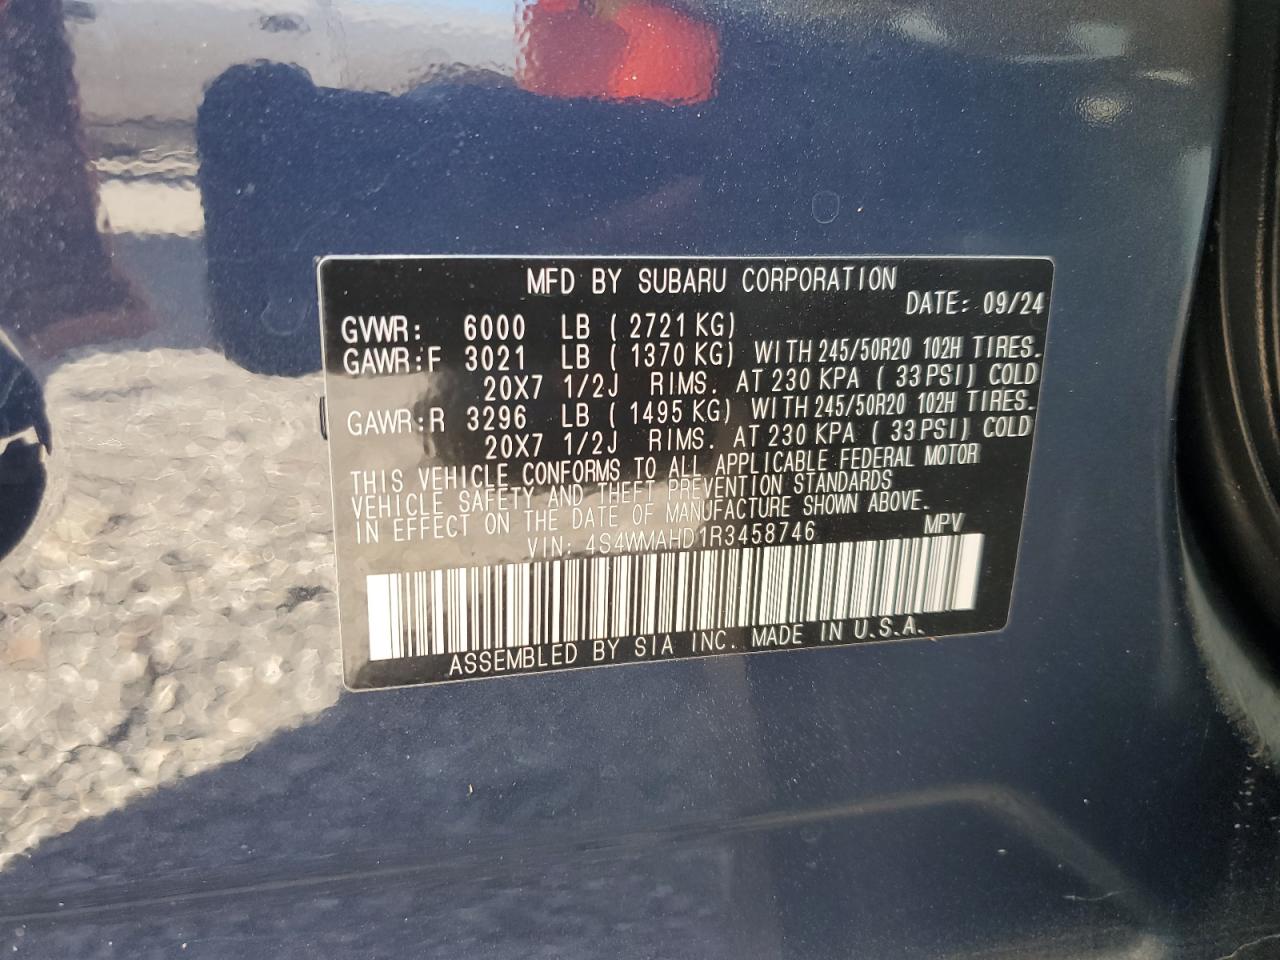 MFD BY SUBARU CORPORATION
DATE: 09/24
GVWR: 6000 LB ( 2721 KG)
GAWR:F 3021 LB ( 1370 KG) WITH 245/50R20 102H TIRES.
20X7 1/2J RIMS. AT 230 KPA ( 33 PSI) COLD
GAWR:R 3296 LB ( 1495 KG) WITH 245/50R20 102H TIRES.
20X7 1/2J RIMS. AT 230 KPA ( 33 PSI) COLD
THIS VEHICLE CONFORMS TO ALL APPLICABLE FEDERAL MOTOR
VEHICLE SAFETY AND THEFT PREVENTION STANDARDS
IN EFFECT ON THE DATE OF MANUFACTURE SHOWN ABOVE.
VIN: 4S4WMAHD1R3458746 MPV
ASSEMBLED BY SIA INC. MADE IN U.S.A.